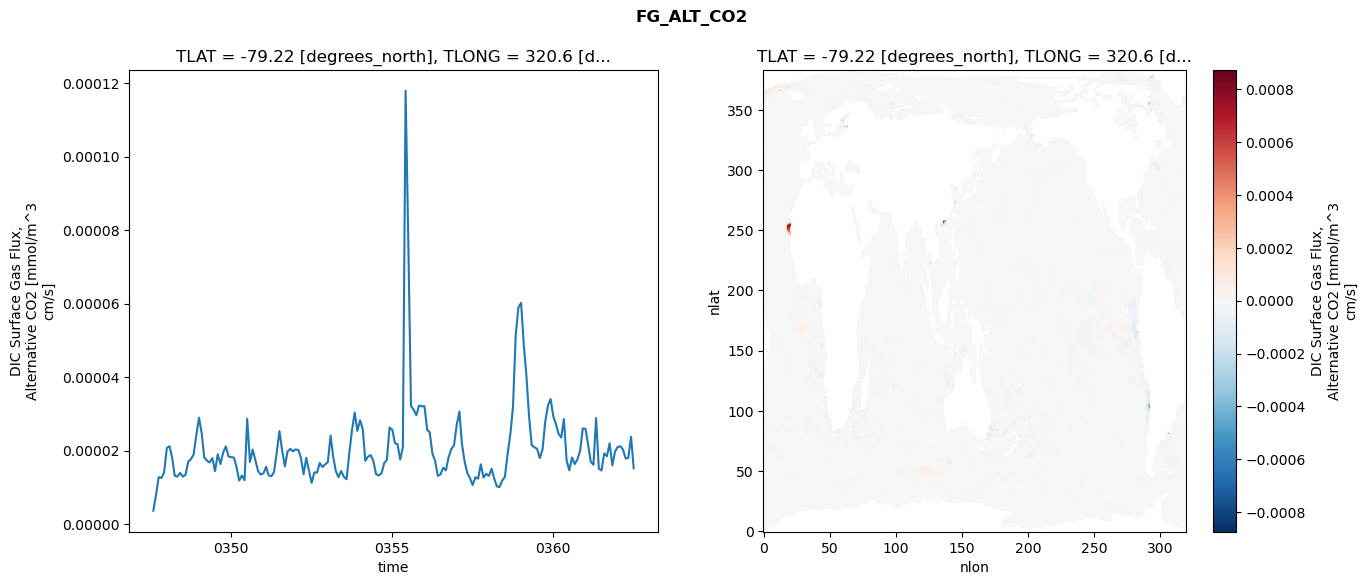 FG_ALT_CO2
TLAT = -79.22 [degrees_north], TLONG = 320.6 [d...
0.00012
0.00010
0.00008
0.00006
0.00004
0.00002
0.00000
DIC Surface Gas Flux,
Alternative CO2 [mmol/m^3
cm/s]
0350
0355
0360
time
TLAT = -79.22 [degrees_north], TLONG = 320.6 [d...
350
300
250
200
150
100
50
0
nlat
0
50
100
150
200
250
300
nlon
0.0008
0.0006
0.0004
0.0002
0.0000
−0.0002
−0.0004
−0.0006
−0.0008
DIC Surface Gas Flux,
Alternative CO2 [mmol/m^3
cm/s]